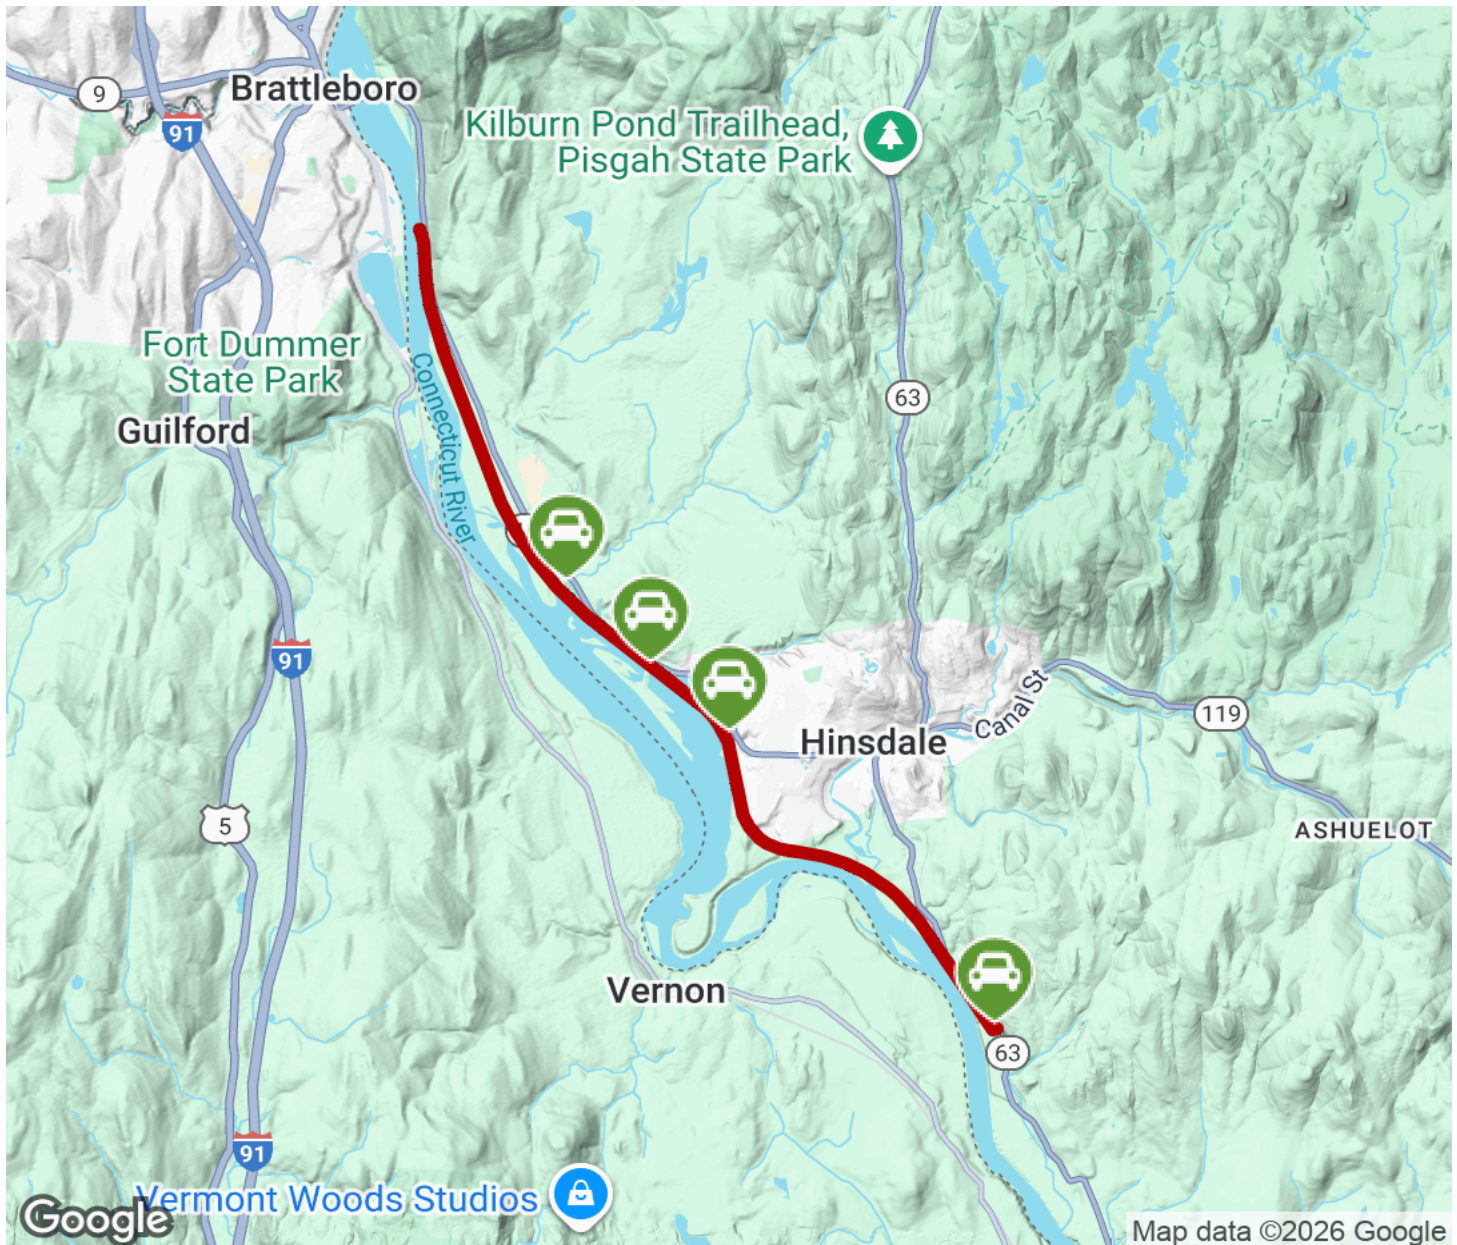 Brattleboro
9
91
Kilburn Pond Trailhead,
Pisgah State Park
Fort Dummer
State Park
Guilford
Connecticut River
63
91
Hinsdale
Canal St
119
5
ASHUELOT
Vernon
63
91
Vermont Woods Studios
Google
Map data ©2026 Google